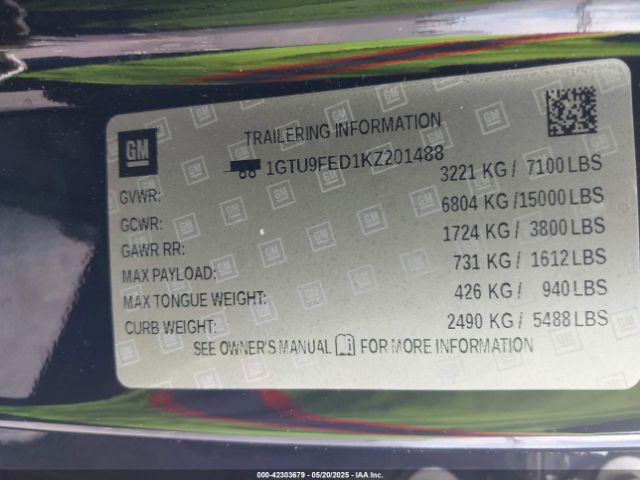 GM
TRAILERING INFORMATION
1GTU9FED1KZ201488
GVWR: 3221 KG / 7100 LBS
GCWR: 6804 KG / 15000 LBS
GAWR RR: 1724 KG / 3800 LBS
MAX PAYLOAD: 731 KG / 1612 LBS
MAX TONGUE WEIGHT: 426 KG / 940 LBS
CURB WEIGHT: 2490 KG / 5488 LBS
SEE OWNER'S MANUAL FOR MORE INFORMATION
000-42303679 - 05/20/2025 - IAAI.COM